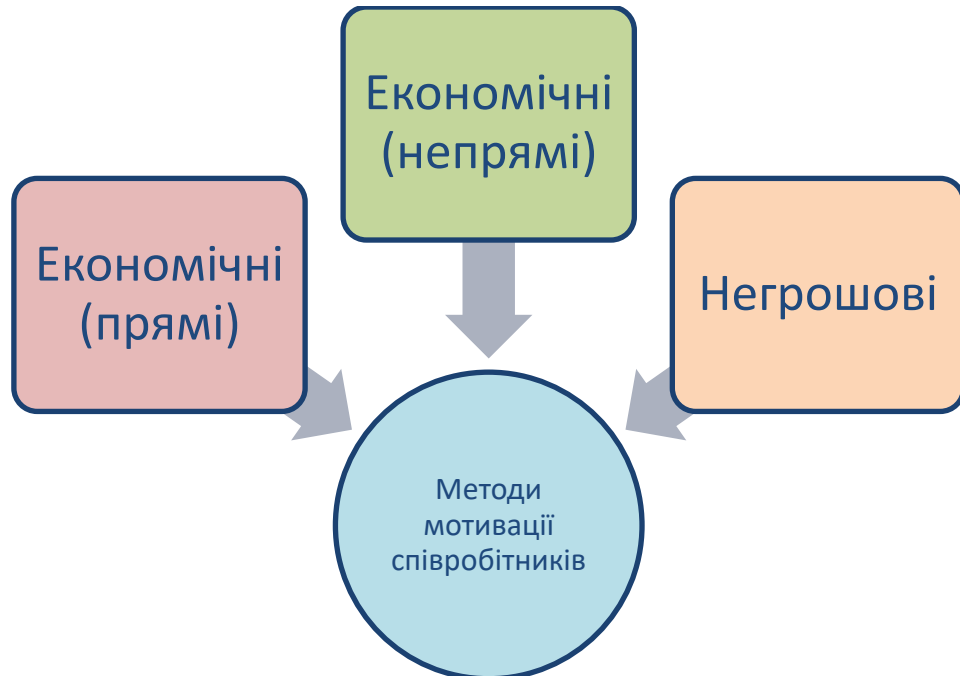 Економічні
(непрямі)
Економічні
(прямі)
Негрошові
Методи
мотивації
співробітників